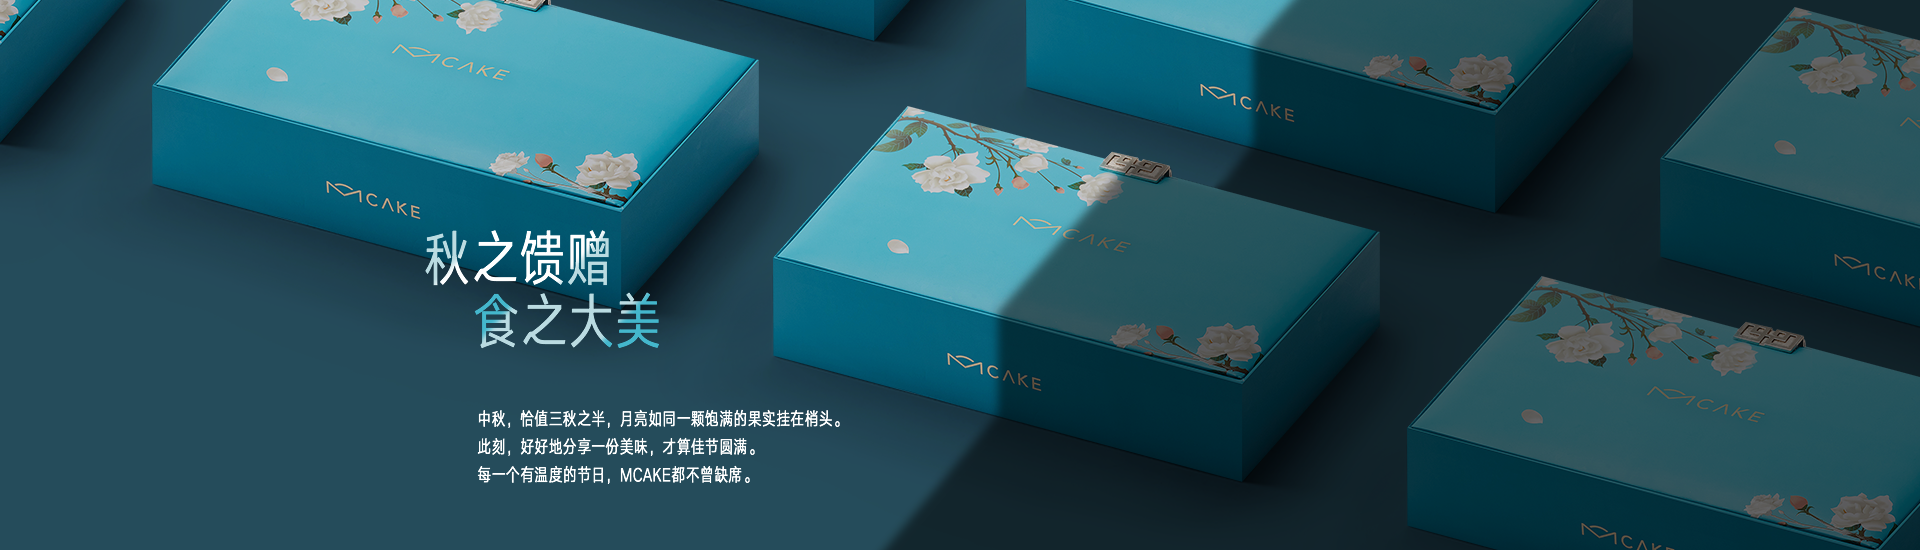 MCAKE
MCAKE
MCAKE
MCAKE
MCAKE
秋之馈赠
食之大美
MCAKE
MCAKE
中秋，恰值三秋之半，月亮如同一颗饱满的果实挂在梢头。
此刻，好好地分享一份美味，才算佳节圆满。
每一个有温度的节日，MCAKE都不曾缺席。